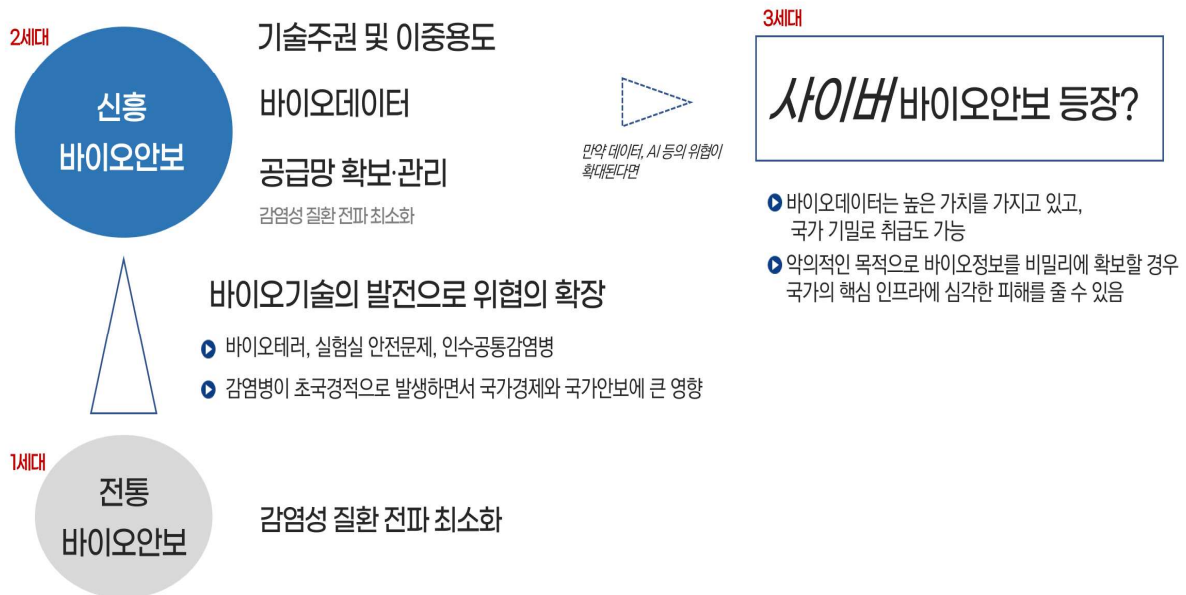 2세대
신흥
바이오안보
기술주권 및 이중용도
바이오데이터
공급망 확보·관리
감염성 질환 전파 최소화
만약 데이터, AI 등의 위협이
확대된다면
3세대
사이버 바이오안보 등장?
바이오데이터는 높은 가치를 가지고 있고,
국가 기밀로 취급도 가능
악의적인 목적으로 바이오정보를 비밀리에 확보할 경우
국가의 핵심 인프라에 심각한 피해를 줄 수 있음
바이오기술의 발전으로 위협의 확장
바이오테러, 실험실 안전문제, 인수공통감염병
감염병이 초국경적으로 발생하면서 국가경제와 국가안보에 큰 영향
1세대
전통
바이오안보
감염성 질환 전파 최소화